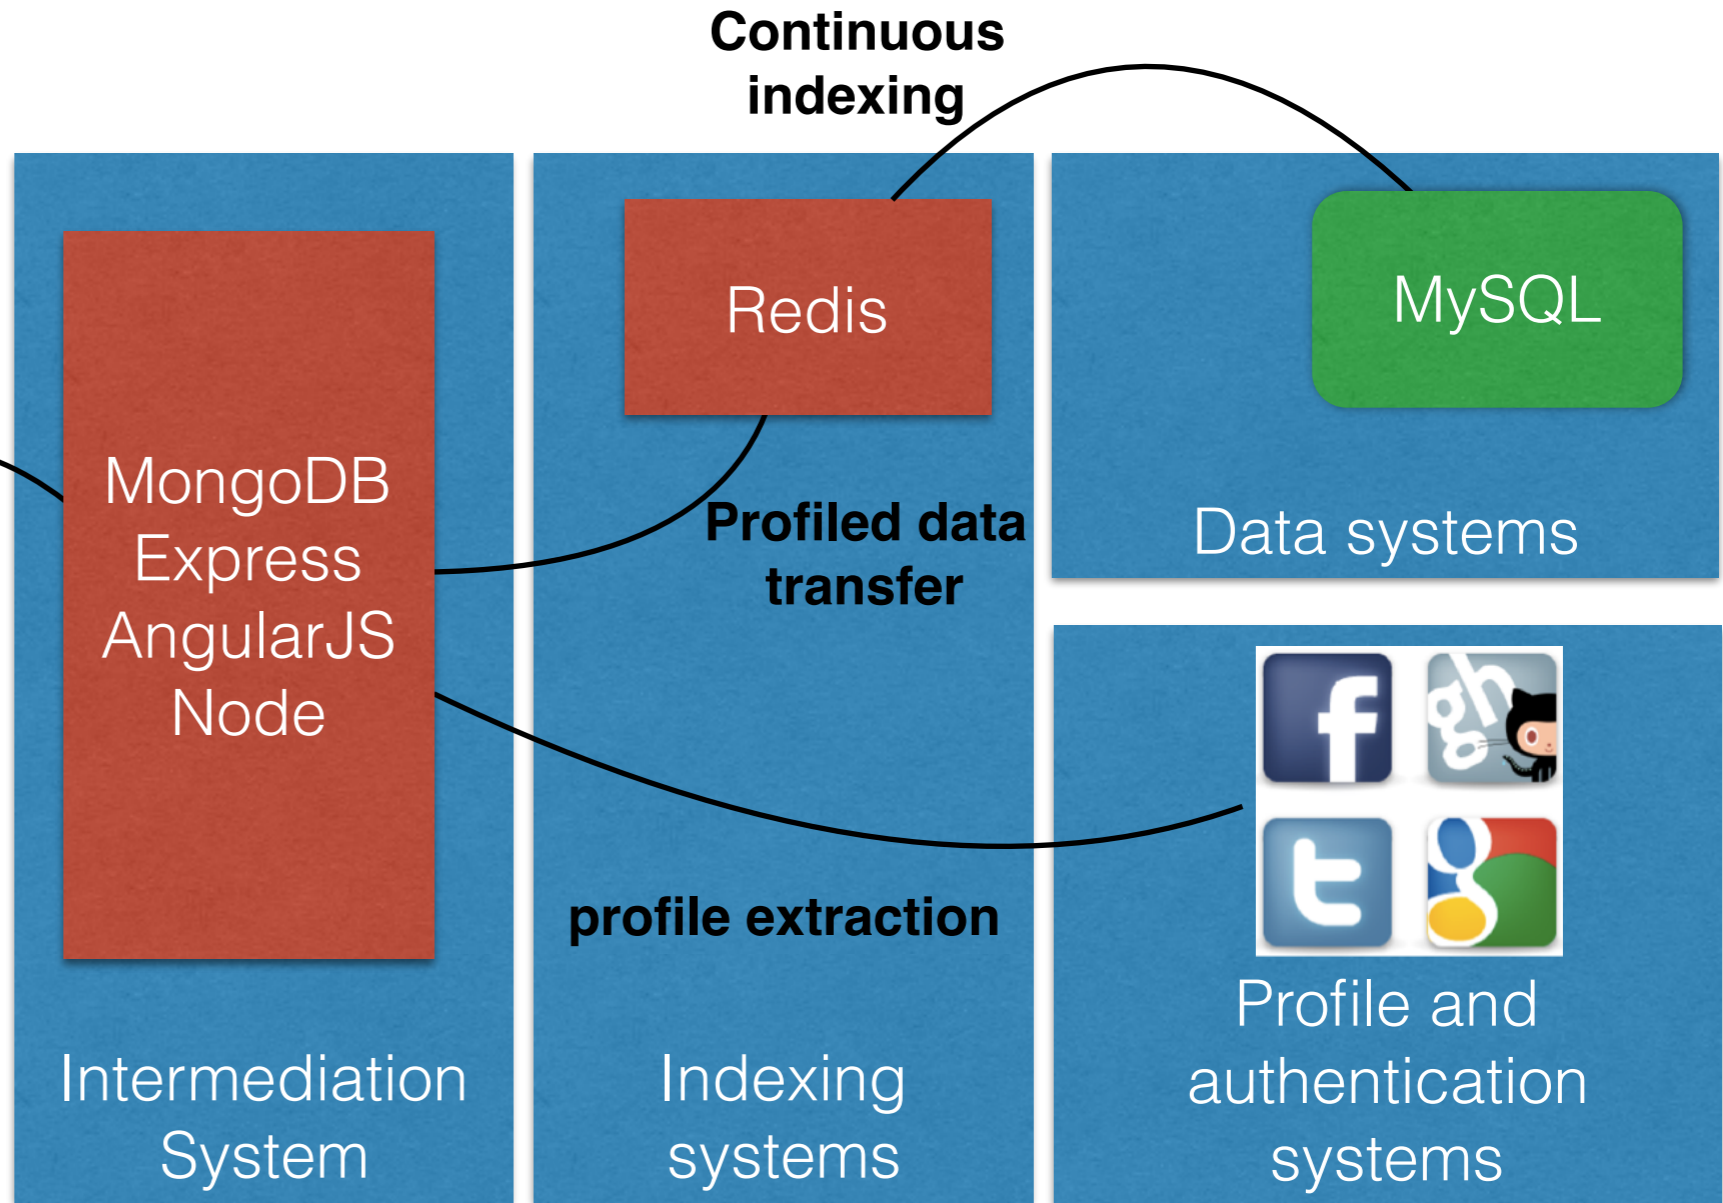 Continuous
indexing
MongoDB
Express
AngularJS
Node
Intermediation
System
Redis
Profiled data
transfer
profile extraction
Indexing
systems
MySQL
Data systems
f
gh
t
g
Profile and
authentication
systems